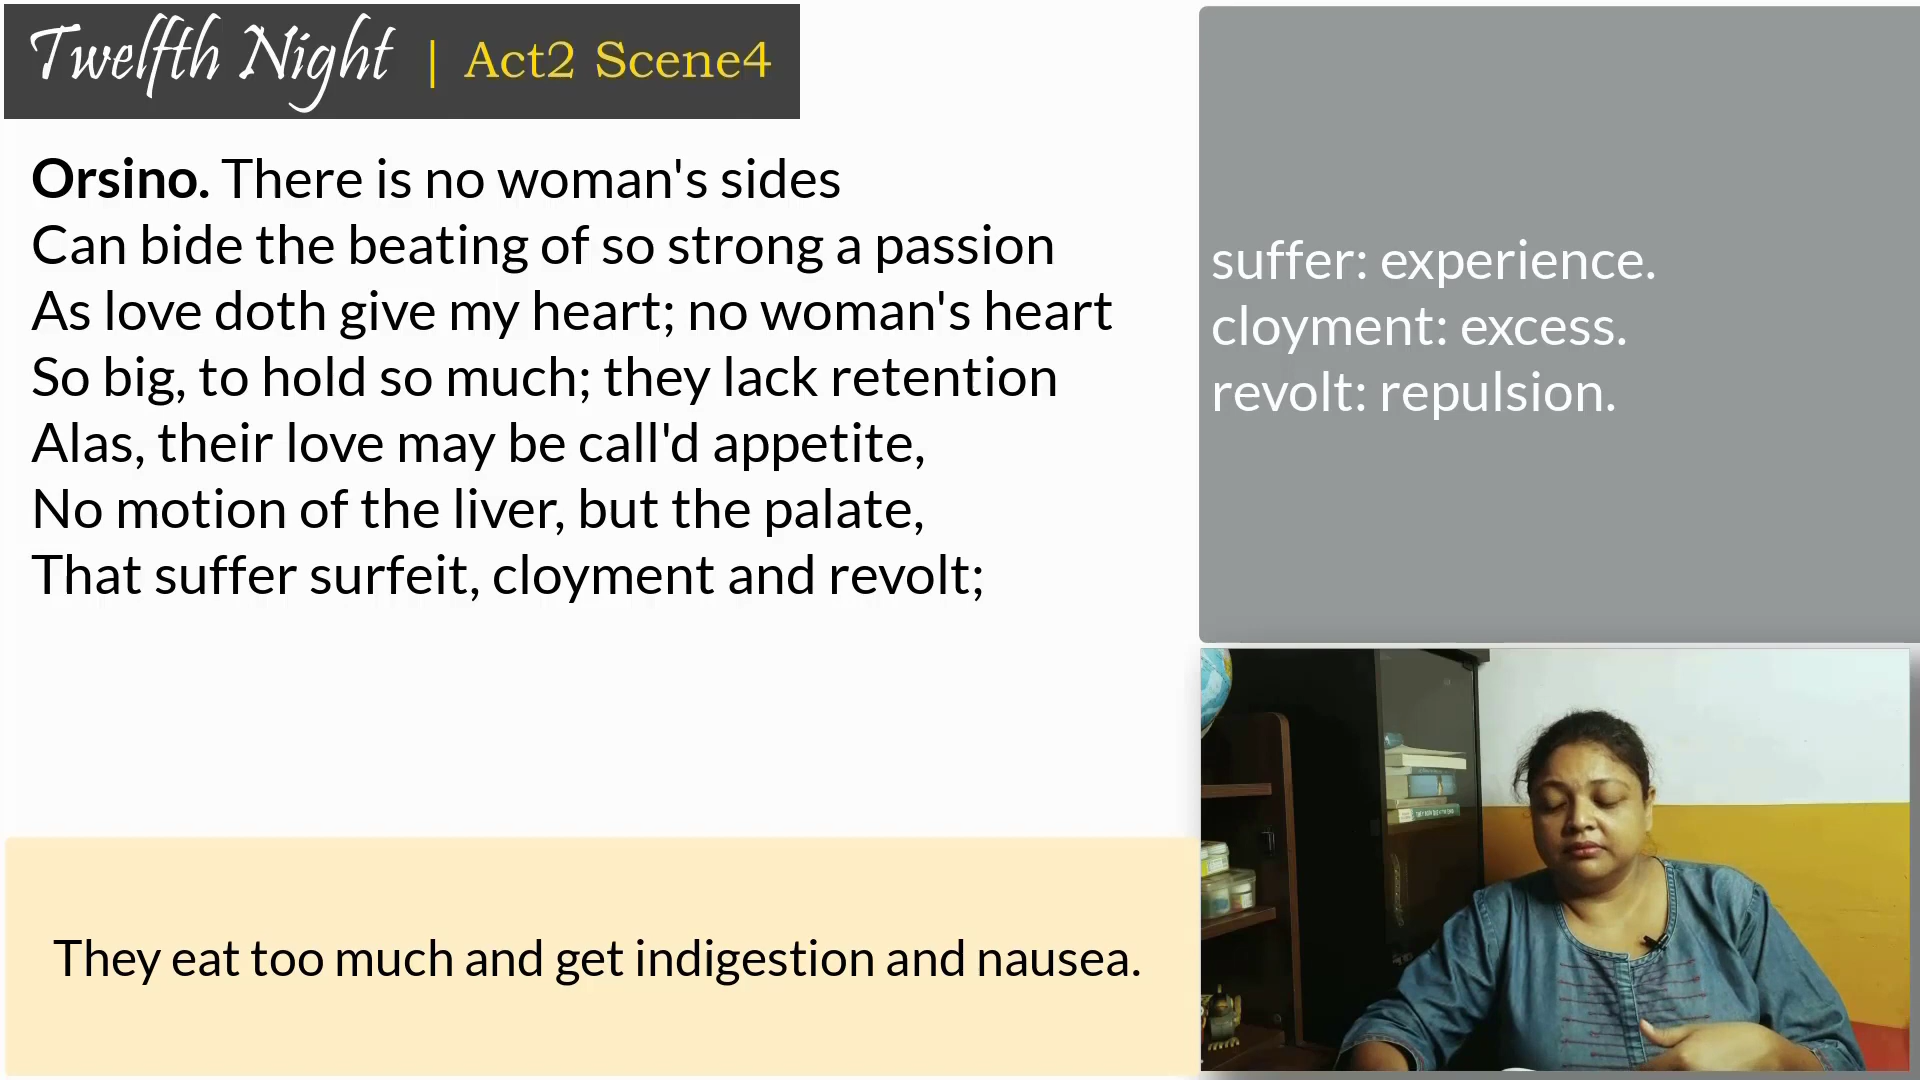 Twelfth Night | Act2 Scene4
Orsino. There is no woman's sides
Can bide the beating of so strong a passion
As love doth give my heart; no woman's heart
So big, to hold so much; they lack retention
Alas, their love may be call'd appetite,
No motion of the liver, but the palate,
That suffer surfeit, cloyment and revolt;
suffer: experience.
cloyment: excess.
revolt: repulsion.
They eat too much and get indigestion and nausea.